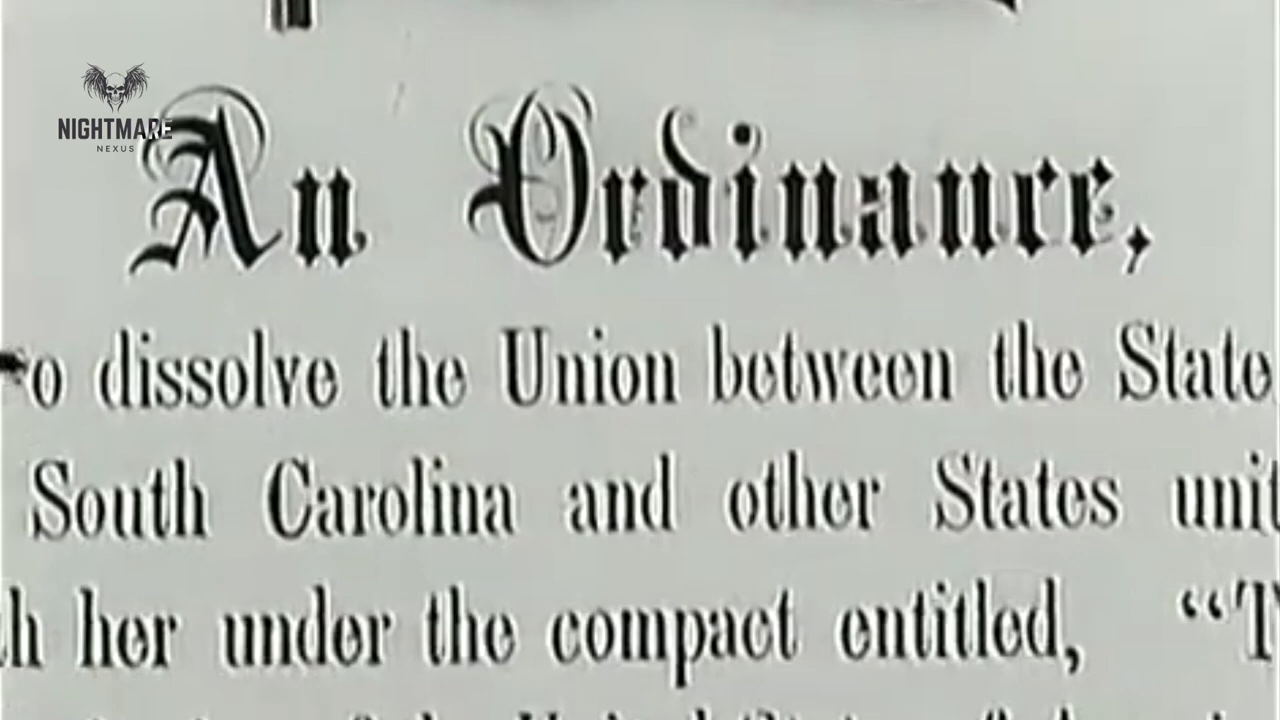 NIGHTMARE
NEXUS
An Ordinance,
o dissolve the Union between the State
South Carolina and other States unit
h her under the compact entitled, “T